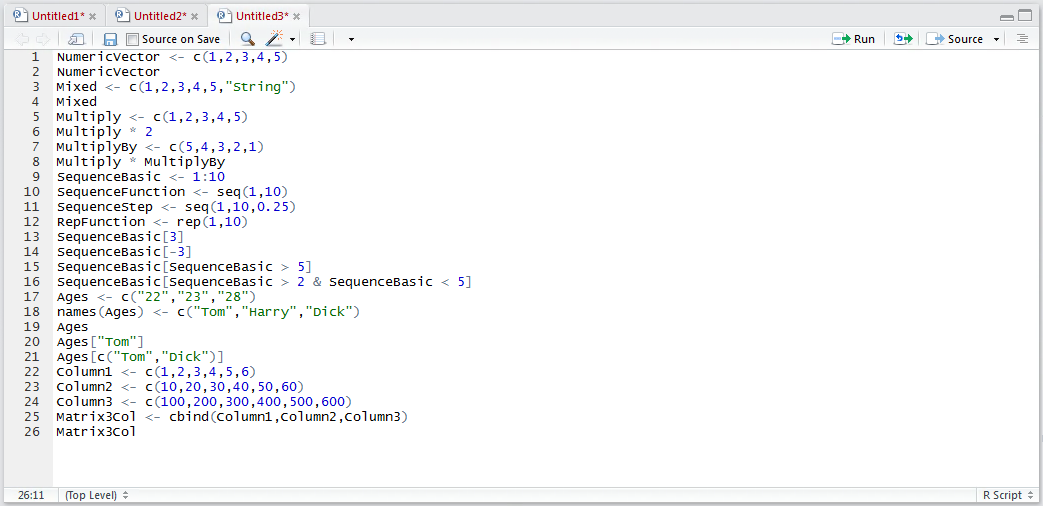 Untitled1* Untitled2* Untitled3*
Source on Save Run Source
1 NumericVector <- c(1,2,3,4,5)
2 NumericVector
3 Mixed <- c(1,2,3,4,5,"String")
4 Mixed
5 Multiply <- c(1,2,3,4,5)
6 Multiply * 2
7 MultiplyBy <- c(5,4,3,2,1)
8 Multiply * MultiplyBy
9 SequenceBasic <- 1:10
10 SequenceFunction <- seq(1,10)
11 SequenceStep <- seq(1,10,0.25)
12 RepFunction <- rep(1,10)
13 SequenceBasic[3]
14 SequenceBasic[-3]
15 SequenceBasic[SequenceBasic > 5]
16 SequenceBasic[SequenceBasic > 2 & SequenceBasic < 5]
17 Ages <- c("22","23","28")
18 names(Ages) <- c("Tom","Harry","Dick")
19 Ages
20 Ages["Tom"]
21 Ages[c("Tom","Dick")]
22 Column1 <- c(1,2,3,4,5,6)
23 Column2 <- c(10,20,30,40,50,60)
24 Column3 <- c(100,200,300,400,500,600)
25 Matrix3Col <- cbind(Column1,Column2,Column3)
26 Matrix3Col
26:11 (Top Level) R Script